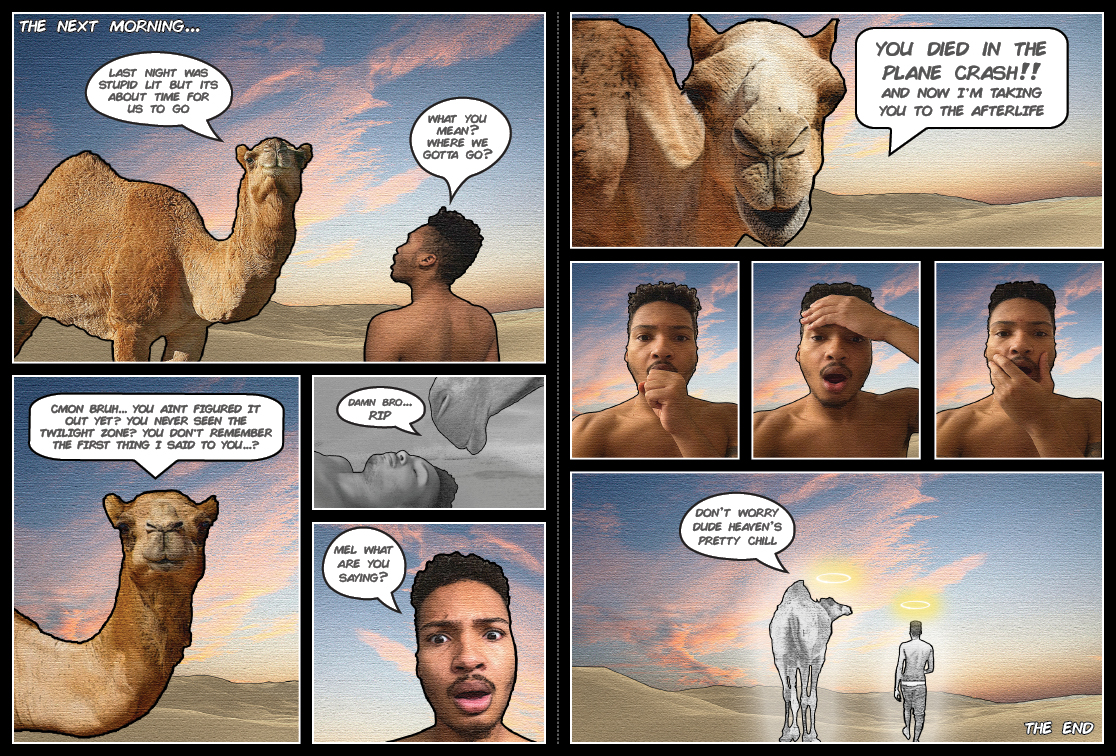 THE NEXT MORNING...
LAST NIGHT WAS
STUPID LIT BUT ITS
ABOUT TIME FOR
US TO GO
WHAT YOU
MEAN?
WHERE WE
GOTTA GO?
CMON BRUH... YOU AINT FIGURED IT
OUT YET? YOU NEVER SEEN THE
TWILIGHT ZONE? YOU DON'T REMEMBER
THE FIRST THING I SAID TO YOU...?
DAMN BRO...
RIP
MEL WHAT
ARE YOU
SAYING?
YOU DIED IN THE
PLANE CRASH!!
AND NOW I'M TAKING
YOU TO THE AFTERLIFE
DON'T WORRY
DUDE HEAVEN'S
PRETTY CHILL
THE END